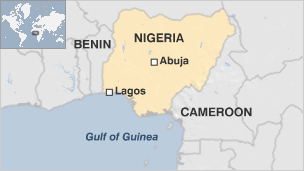 NIGERIA
BENIN
Abuja
Lagos
CAMEROON
Gulf of Guinea